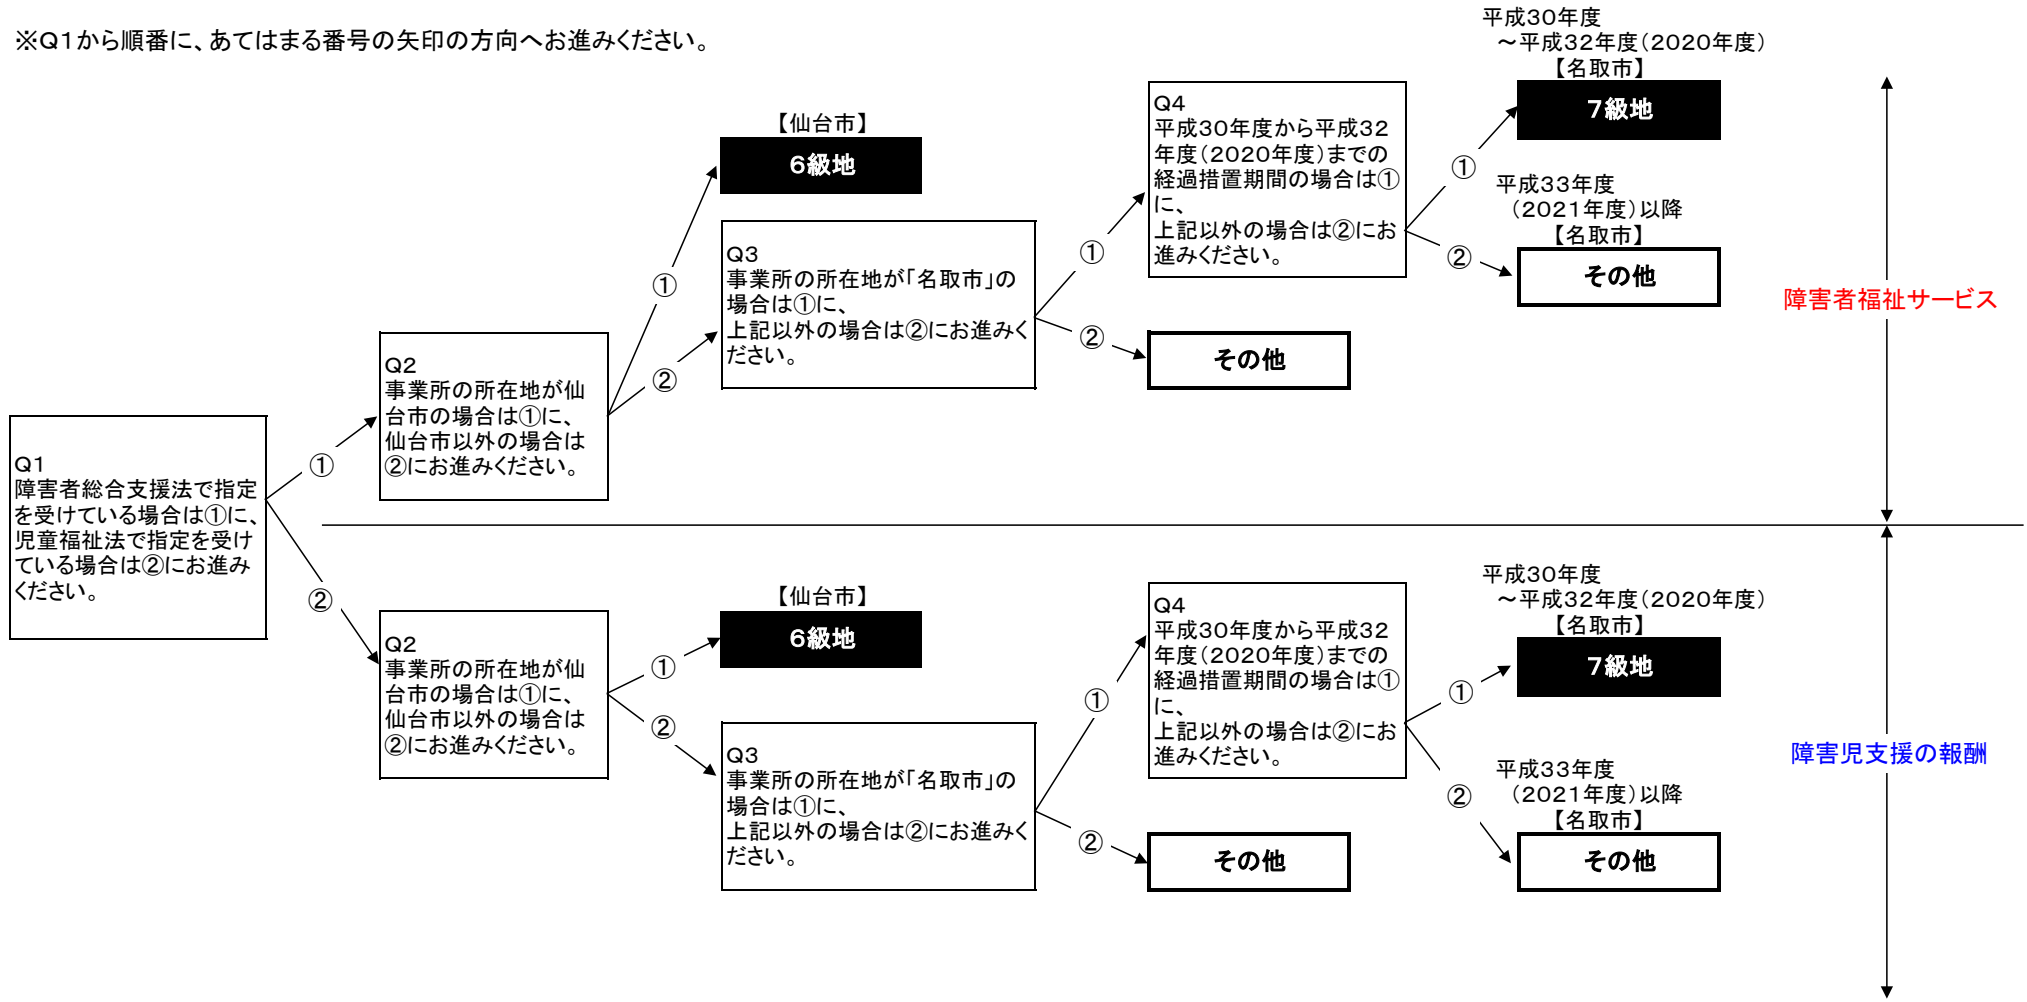 ※Q1から順番に、あてはまる番号の矢印の方向へお進みください。
Q1
障害者総合支援法で指定
を受けている場合は①に、
児童福祉法で指定を受け
ている場合は②にお進み
ください。
①
②
Q2
事業所の所在地が仙
台市の場合は①に、
仙台市以外の場合は
②にお進みください。
①
②
【仙台市】
6級地
Q3
事業所の所在地が「名取市」の
場合は①に、
上記以外の場合は②にお進みく
ださい。
①
②
Q4
平成30年度から平成32
年度(2020年度)までの
経過措置期間の場合は①
に、
上記以外の場合は②にお
進みください。
その他
①
②
平成30年度
～平成32年度(2020年度)
【名取市】
7級地
平成33年度
(2021年度)以降
【名取市】
その他
障害者福祉サービス
Q2
事業所の所在地が仙
台市の場合は①に、
仙台市以外の場合は
②にお進みください。
①
②
【仙台市】
6級地
Q3
事業所の所在地が「名取市」の
場合は①に、
上記以外の場合は②にお進みく
ださい。
①
②
Q4
平成30年度から平成32
年度(2020年度)までの
経過措置期間の場合は①
に、
上記以外の場合は②にお
進みください。
その他
①
②
平成30年度
～平成32年度(2020年度)
【名取市】
7級地
平成33年度
(2021年度)以降
【名取市】
その他
障害児支援の報酬